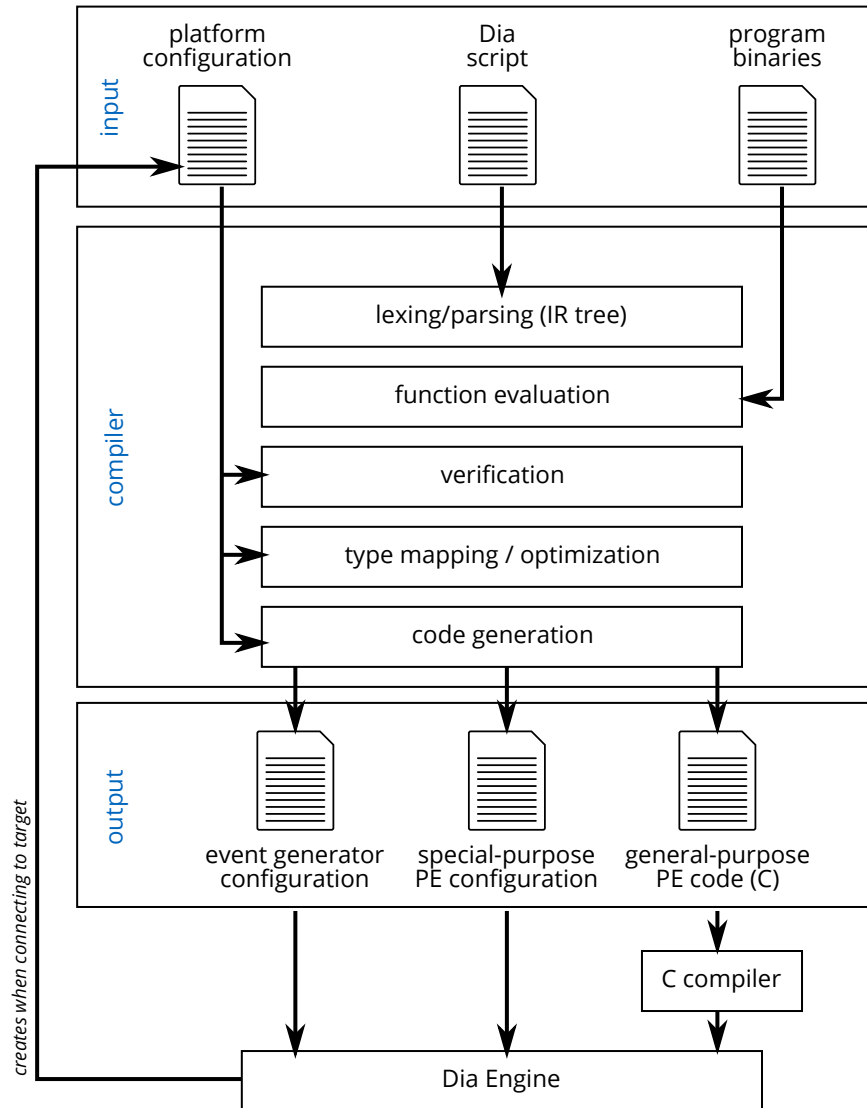 platform
configuration
Dia
script
program
binaries
input
compiler
lexing/parsing (IR tree)
function evaluation
verification
type mapping / optimization
code generation
output
event generator
configuration
special-purpose
PE configuration
general-purpose
PE code (C)
creates when connecting to target
C compiler
Dia Engine